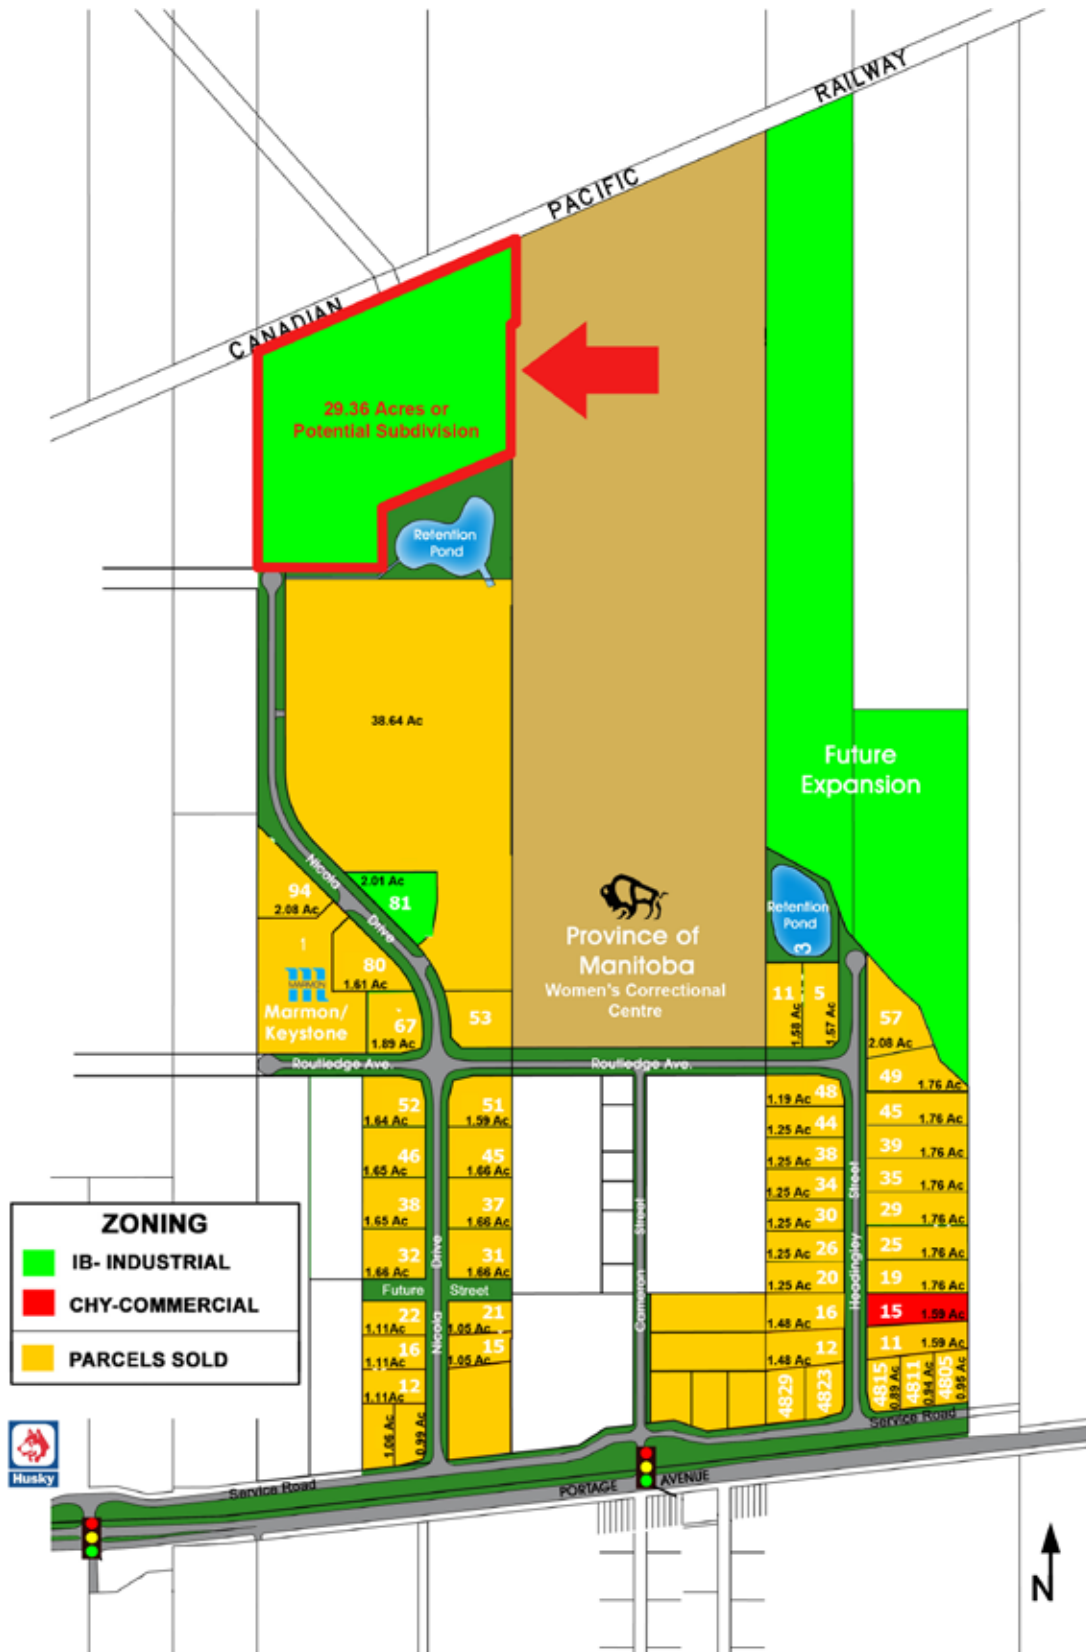 RAILWAY
PACIFIC
CANADIAN
29.36 Acres or
Potential Subdivision
Retention
Pond
38.64 Ac
Future
Expansion
Nicola
Drive
94
2.08 Ac
2.01 Ac
81
1
MARMON
Marmon/
Keystone
80
1.61 Ac
67
1.89 Ac
53
Province of
Manitoba
Women's Correctional
Centre
Retention
Pond
3
11
1.58 Ac
5
1.57 Ac
57
2.08 Ac
Routledge Ave.
Routledge Ave.
52
1.64 Ac
51
1.59 Ac
46
1.65 Ac
45
1.66 Ac
38
1.65 Ac
37
1.66 Ac
32
1.66 Ac
31
1.66 Ac
Future Street
22
1.11Ac
21
1.05 Ac
16
1.11Ac
15
1.05 Ac
12
1.11Ac
1.06 Ac
0.99 Ac
Nicola Drive
Cameron Street
Headingley Street
1.19 Ac 48
1.25 Ac 44
1.25 Ac 38
1.25 Ac 34
1.25 Ac 30
1.25 Ac 26
1.25 Ac 20
1.48 Ac 16
1.48 Ac 12
4829
4823
49 1.76 Ac
45 1.76 Ac
39 1.76 Ac
35 1.76 Ac
29 1.76 Ac
25 1.76 Ac
19 1.76 Ac
15 1.59 Ac
11 1.59 Ac
4815
0.89 Ac
4811
0.94 Ac
4805
0.95 Ac
ZONING
IB- INDUSTRIAL
CHY-COMMERCIAL
PARCELS SOLD
Husky
Service Road
Service Road
PORTAGE AVENUE
N